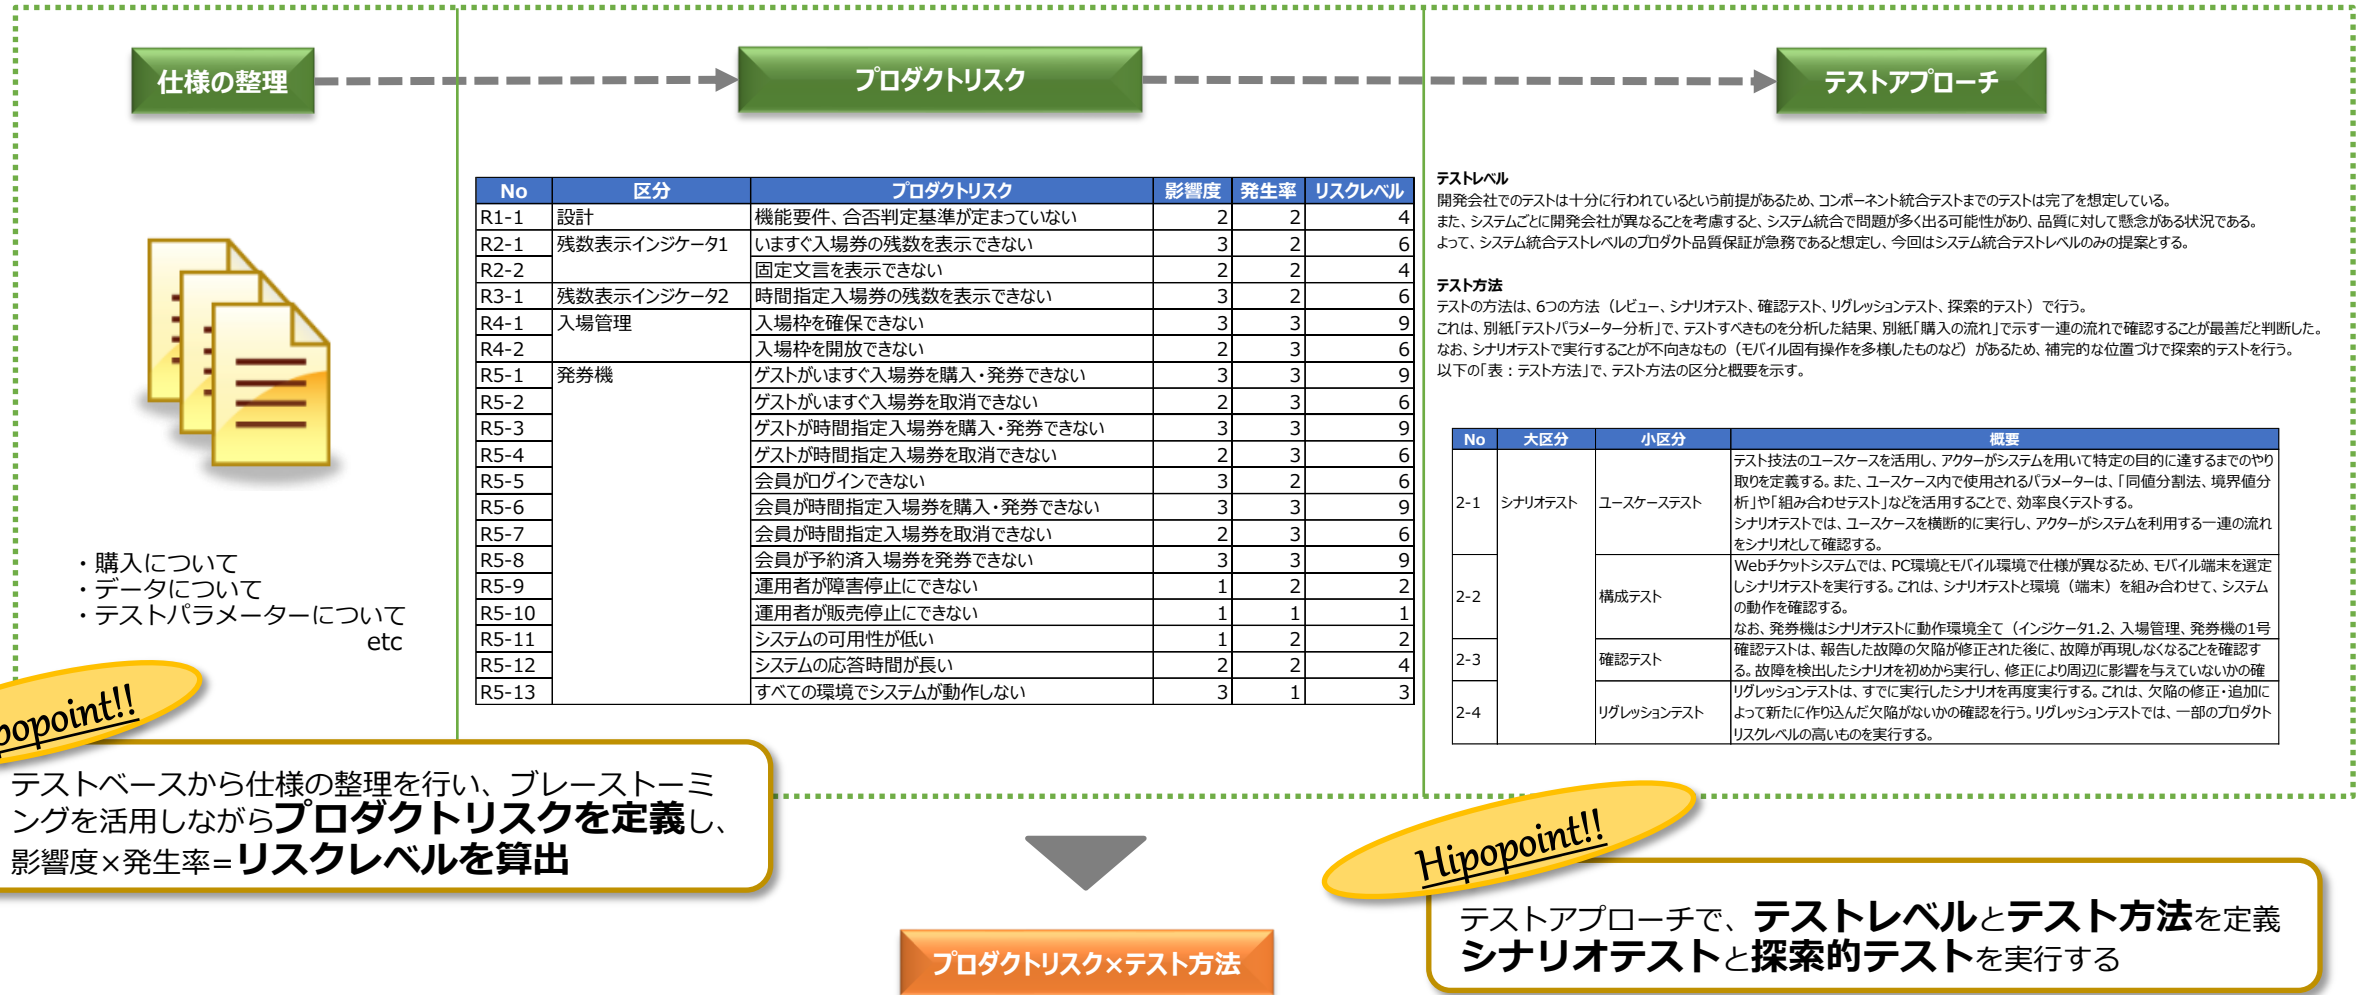 仕様の整理
プロダクトリスク
テストアプローチ
・購入について
・データについて
・テストパラメーターについて
etc
No 区分 プロダクトリスク 影響度 発生率 リスクレベル
R1-1 設計 機能要件、合否判定基準が定まっていない 2 2 4
R2-1 残数表示インジケータ1 いますぐ入場券の残数を表示できない 3 2 6
R2-2 固定文言を表示できない 2 2 4
R3-1 残数表示インジケータ2 時間指定入場券の残数を表示できない 3 2 6
R4-1 入場管理 入場枠を確保できない 3 3 9
R4-2 入場枠を開放できない 2 3 6
R5-1 発券機 ゲストがいますぐ入場券を購入・発券できない 3 3 9
R5-2 ゲストがいますぐ入場券を取消できない 2 3 6
R5-3 ゲストが時間指定入場券を購入・発券できない 3 3 9
R5-4 ゲストが時間指定入場券を取消できない 2 3 6
R5-5 会員がログインできない 3 2 6
R5-6 会員が時間指定入場券を購入・発券できない 3 3 9
R5-7 会員が時間指定入場券を取消できない 2 3 6
R5-8 会員が予約済入場券を発券できない 3 3 9
R5-9 運用者が障害停止にできない 1 2 2
R5-10 運用者が販売停止にできない 1 1 1
R5-11 システムの可用性が低い 1 2 2
R5-12 システムの応答時間が長い 2 2 4
R5-13 すべての環境でシステムが動作しない 3 1 3
テストレベル
開発会社でのテストは十分に行われているという前提があるため、コンポーネント統合テストまでのテストは完了を想定している。
また、システムごとに開発会社が異なることを考慮すると、システム統合で問題が多く出る可能性があり、品質に対して懸念がある状況である。
よって、システム統合テストレベルのプロダクト品質保証が急務であると想定し、今回はシステム統合テストレベルのみの提案とする。
テスト方法
テストの方法は、6つの方法（レビュー、シナリオテスト、確認テスト、リグレッションテスト、探索的テスト）で行う。
これは、別紙「テストパラメーター分析」で、テストすべきものを分析した結果、別紙「購入の流れ」で示す一連の流れで確認することが最善だと判断した。
なお、シナリオテストで実行することが不向きなもの（モバイル固有操作を多様したものなど）があるため、補完的な位置づけで探索的テストを行う。
以下の「表：テスト方法」で、テスト方法の区分と概要を示す。
No 大区分 小区分 概要
2-1 シナリオテスト ユースケーステスト テスト技法のユースケースを活用し、アクターがシステムを用いて特定の目的に達するまでのやり
取りを定義する。また、ユースケース内で使用されるパラメーターは、「同値分割法、境界値分
析」や「組み合わせテスト」などを活用することで、効率良くテストする。
シナリオテストでは、ユースケースを横断的に実行し、アクターがシステムを利用する一連の流れ
をシナリオとして確認する。
2-2 構成テスト Webチケットシステムでは、PC環境とモバイル環境で仕様が異なるため、モバイル端末を選定
しシナリオテストを実行する。これは、シナリオテストと環境（端末）を組み合わせて、システム
の動作を確認する。
なお、発券機はシナリオテストに動作環境全て（インジケータ1.2、入場管理、発券機の1号
2-3 確認テスト 確認テストは、報告した故障の欠陥が修正された後に、故障が再現しなくなることを確認す
る。故障を検出したシナリオを初めから実行し、修正により周辺に影響を与えていないかの確
2-4 リグレッションテスト リグレッションテストは、すでに実行したシナリオを再度実行する。これは、欠陥の修正・追加に
よって新たに作り込んだ欠陥がないかの確認を行う。リグレッションテストでは、一部のプロダクト
リスクレベルの高いものを実行する。
popoint!!
テストベースから仕様の整理を行い、ブレーストーミ
ングを活用しながらプロダクトリスクを定義し、
影響度×発生率=リスクレベルを算出
Hipopoint!!
テストアプローチで、テストレベルとテスト方法を定義
シナリオテストと探索的テストを実行する
プロダクトリスク×テスト方法